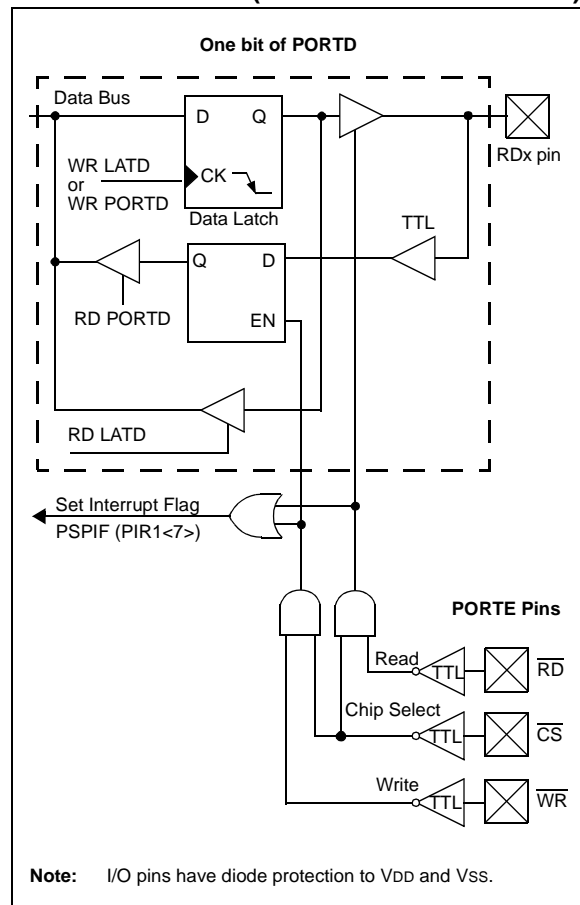 One bit of PORTD
Data Bus
D Q
RDx pin
WR LATD
or
WR PORTD
CK
Data Latch
TTL
Q D
EN
RD PORTD
RD LATD
Set Interrupt Flag
PSPIF (PIR1<7>)
PORTE Pins
Read
TTL
RD
Chip Select
TTL
CS
Write
TTL
WR
Note: I/O pins have diode protection to VDD and VSS.